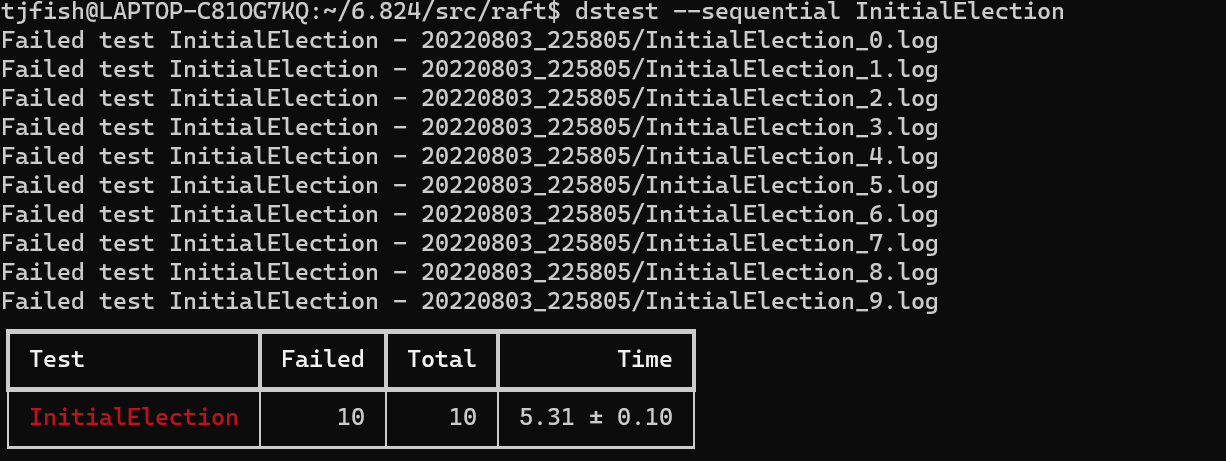 tjfish@LAPTOP-C81OG7KQ:~/6.824/src/raft$ dstest --sequential InitialElection
Failed test InitialElection - 20220803_225805/InitialElection_0.log
Failed test InitialElection - 20220803_225805/InitialElection_1.log
Failed test InitialElection - 20220803_225805/InitialElection_2.log
Failed test InitialElection - 20220803_225805/InitialElection_3.log
Failed test InitialElection - 20220803_225805/InitialElection_4.log
Failed test InitialElection - 20220803_225805/InitialElection_5.log
Failed test InitialElection - 20220803_225805/InitialElection_6.log
Failed test InitialElection - 20220803_225805/InitialElection_7.log
Failed test InitialElection - 20220803_225805/InitialElection_8.log
Failed test InitialElection - 20220803_225805/InitialElection_9.log
Test Failed Total Time
InitialElection 10 10 5.31 ± 0.10